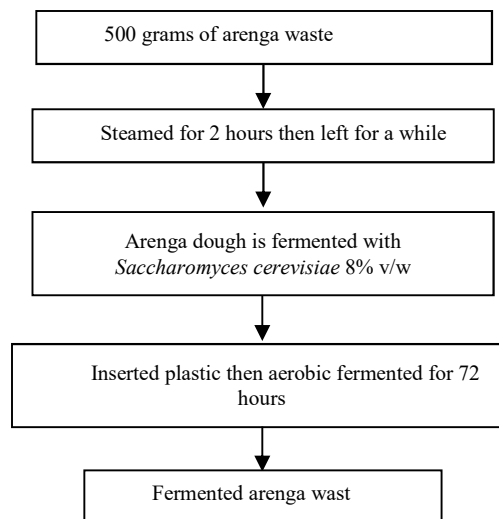 500 grams of arenga waste
Steamed for 2 hours then left for a while
Arenga dough is fermented with
Saccharomyces cerevisiae 8% v/w
Inserted plastic then aerobic fermented for 72
hours
Fermented arenga wast